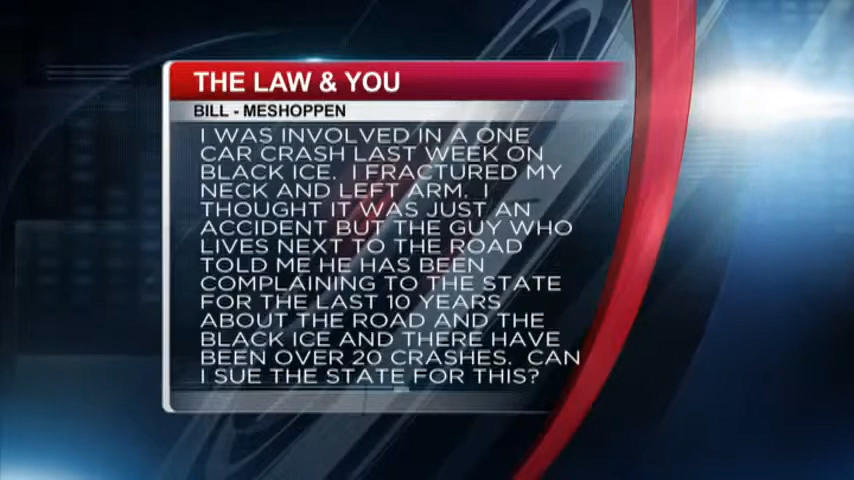 THE LAW & YOU
BILL - MESHOPPEN
I WAS INVOLVED IN A ONE
CAR CRASH LAST WEEK ON
BLACK ICE. I FRACTURED MY
NECK AND LEFT ARM. I
THOUGHT IT WAS JUST AN
ACCIDENT BUT THE GUY WHO
LIVES NEXT TO THE ROAD
TOLD ME HE HAS BEEN
COMPLAINING TO THE STATE
FOR THE LAST 10 YEARS
ABOUT THE ROAD AND THE
BLACK ICE AND THERE HAVE
BEEN OVER 20 CRASHES. CAN
I SUE THE STATE FOR THIS?